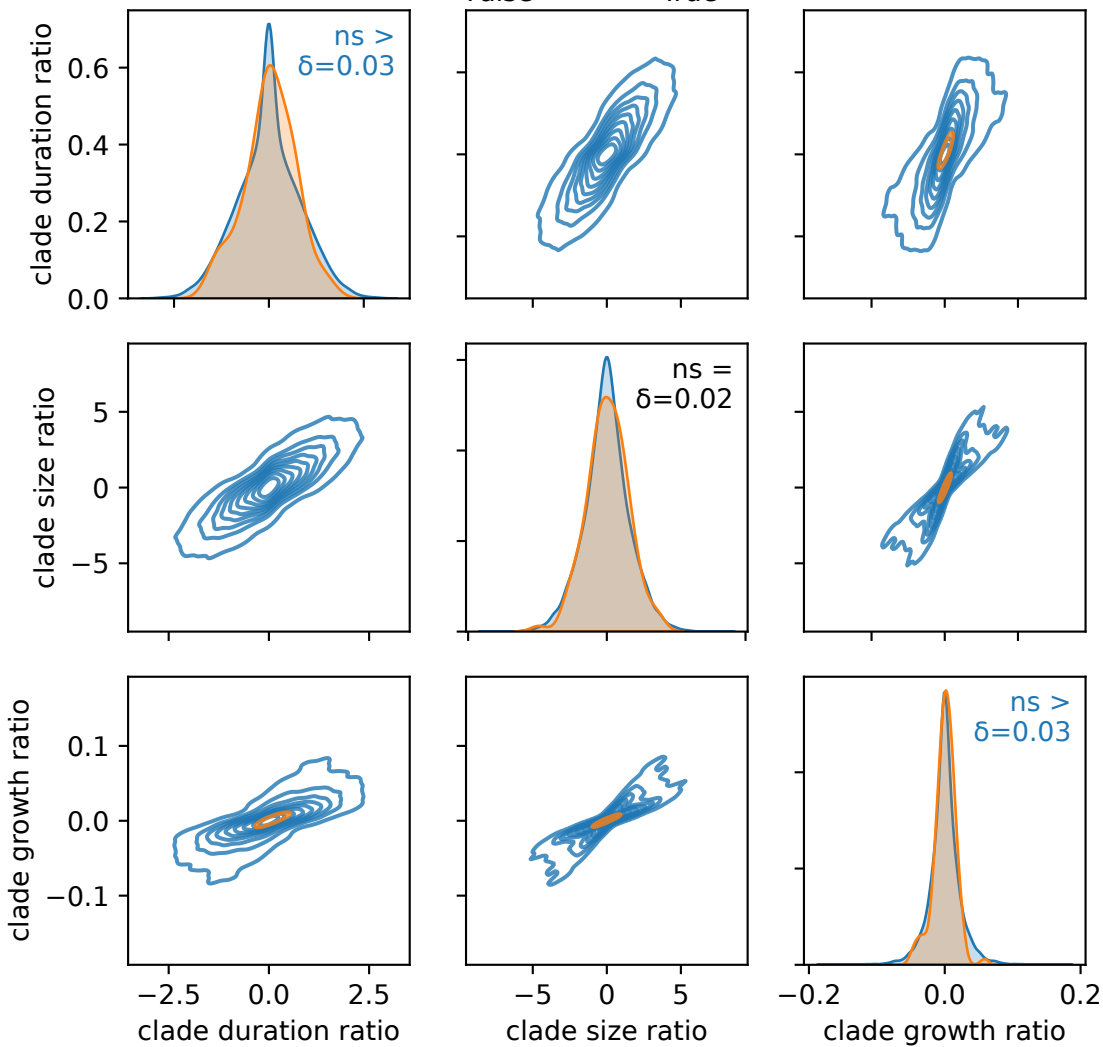 clade duration ratio
0.6
0.4
0.2
0.0
ns >
δ=0.03
clade size ratio
5
0
−5
ns =
δ=0.02
clade growth ratio
0.1
0.0
−0.1
ns >
δ=0.03
−2.5 0.0 2.5
−5 0 5
−0.2 0.0 0.2
clade duration ratio
clade size ratio
clade growth ratio